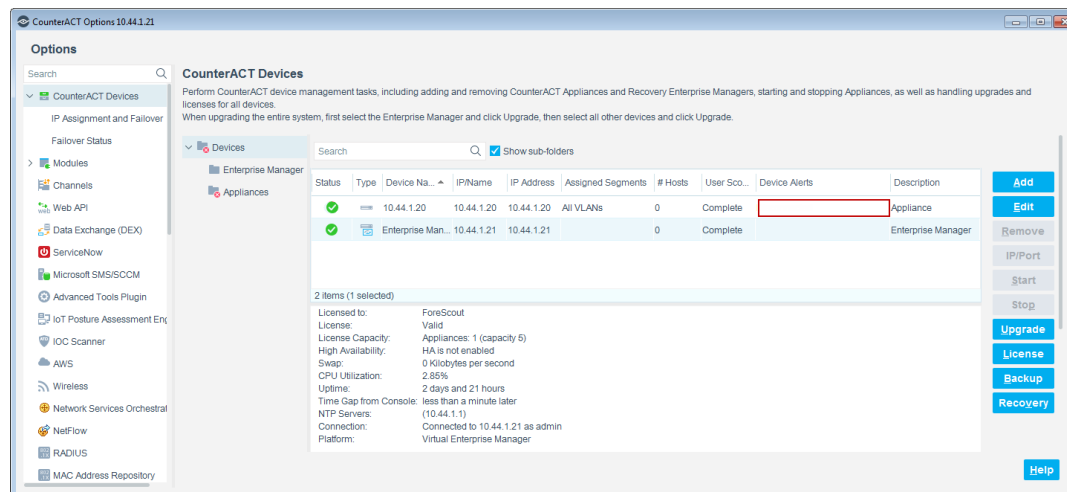 CounterACT Options 10.44.1.21
Options
Search
CounterACT Devices
IP Assignment and Failover
Failover Status
Modules
Channels
Web API
Data Exchange (DEX)
ServiceNow
Microsoft SMS/SCCM
Advanced Tools Plugin
IoT Posture Assessment Eng
IOC Scanner
AWS
Wireless
Network Services Orchestrat
NetFlow
RADIUS
MAC Address Repository
CounterACT Devices
Perform CounterACT device management tasks, including adding and removing CounterACT Appliances and Recovery Enterprise Managers, starting and stopping Appliances, as well as handling upgrades and
licenses for all devices.
When upgrading the entire system, first select the Enterprise Manager and click Upgrade, then select all other devices and click Upgrade.
Devices
Enterprise Manager
Appliances
Search Show sub-folders
Status Type Device Na... IP/Name IP Address Assigned Segments # Hosts User Sco... Device Alerts Description
10.44.1.20 10.44.1.20 10.44.1.20 All VLANs 0 Complete Appliance
Enterprise Man... 10.44.1.21 10.44.1.21 0 Complete Enterprise Manager
2 items (1 selected)
Licensed to: ForeScout
License: Valid
License Capacity: Appliances: 1 (capacity 5)
High Availability: HA is not enabled
Swap: 0 Kilobytes per second
CPU Utilization: 2.85%
Uptime: 2 days and 21 hours
Time Gap from Console: less than a minute later
NTP Servers: (10.44.1.1)
Connection: Connected to 10.44.1.21 as admin
Platform: Virtual Enterprise Manager
Add
Edit
Remove
IP/Port
Start
Stop
Upgrade
License
Backup
Recovery
Help